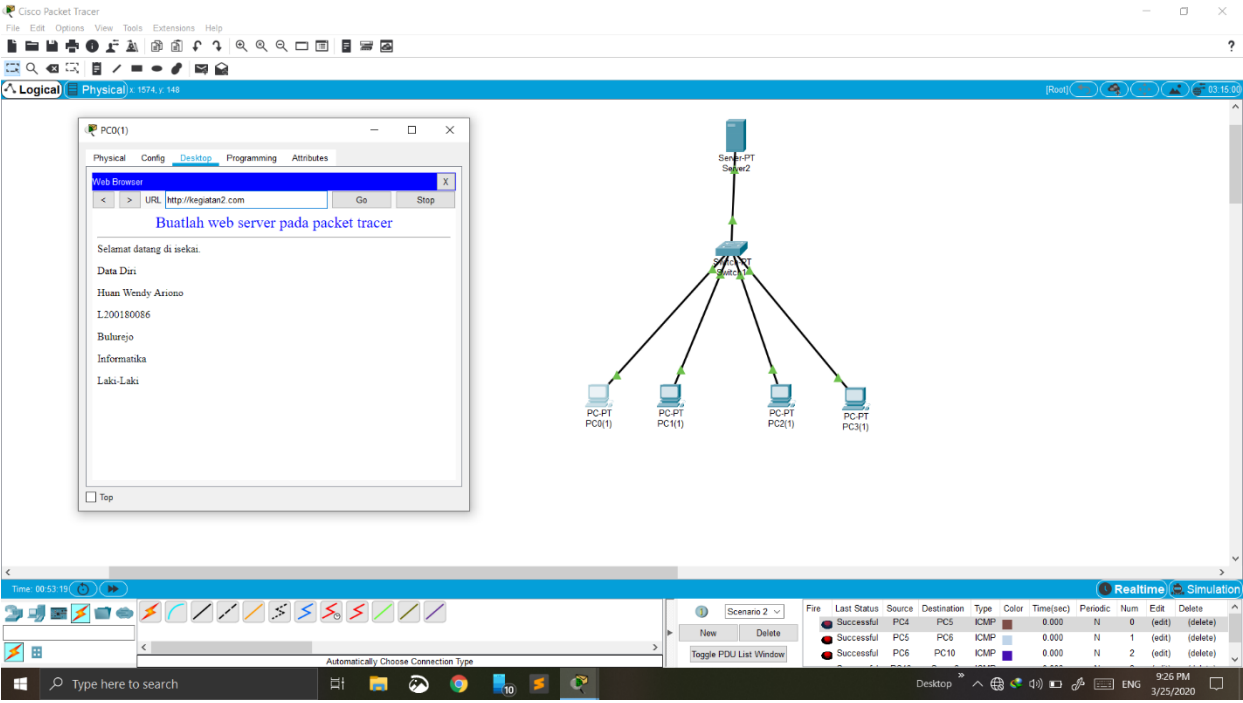 Cisco Packet Tracer
File Edit Options View Tools Extensions Help
?
Logical Physical x: 1574, y: 148 [Root] 03:15:00
PC0(1)
Physical Config Desktop Programming Attributes
Web Browser X
< > URL http://kegiatan2.com Go Stop
Buatlah web server pada packet tracer
Selamat datang di isekai.
Data Diri
Huan Wendy Ariono
L200180086
Bulurejo
Informatika
Laki-Laki
Top
Server-PT
Server2
Switch-PT
Switch1
PC-PT
PC0(1)
PC-PT
PC1(1)
PC-PT
PC2(1)
PC-PT
PC3(1)
Time: 00:53:19 Realtime Simulation
Scenario 2
New Delete
Toggle PDU List Window
Fire Last Status Source Destination Type Color Time(sec) Periodic Num Edit Delete
Successful PC4 PC5 ICMP 0.000 N 0 (edit) (delete)
Successful PC5 PC6 ICMP 0.000 N 1 (edit) (delete)
Successful PC6 PC10 ICMP 0.000 N 2 (edit) (delete)
Automatically Choose Connection Type
Type here to search
10
Desktop » ENG
9:26 PM
3/25/2020